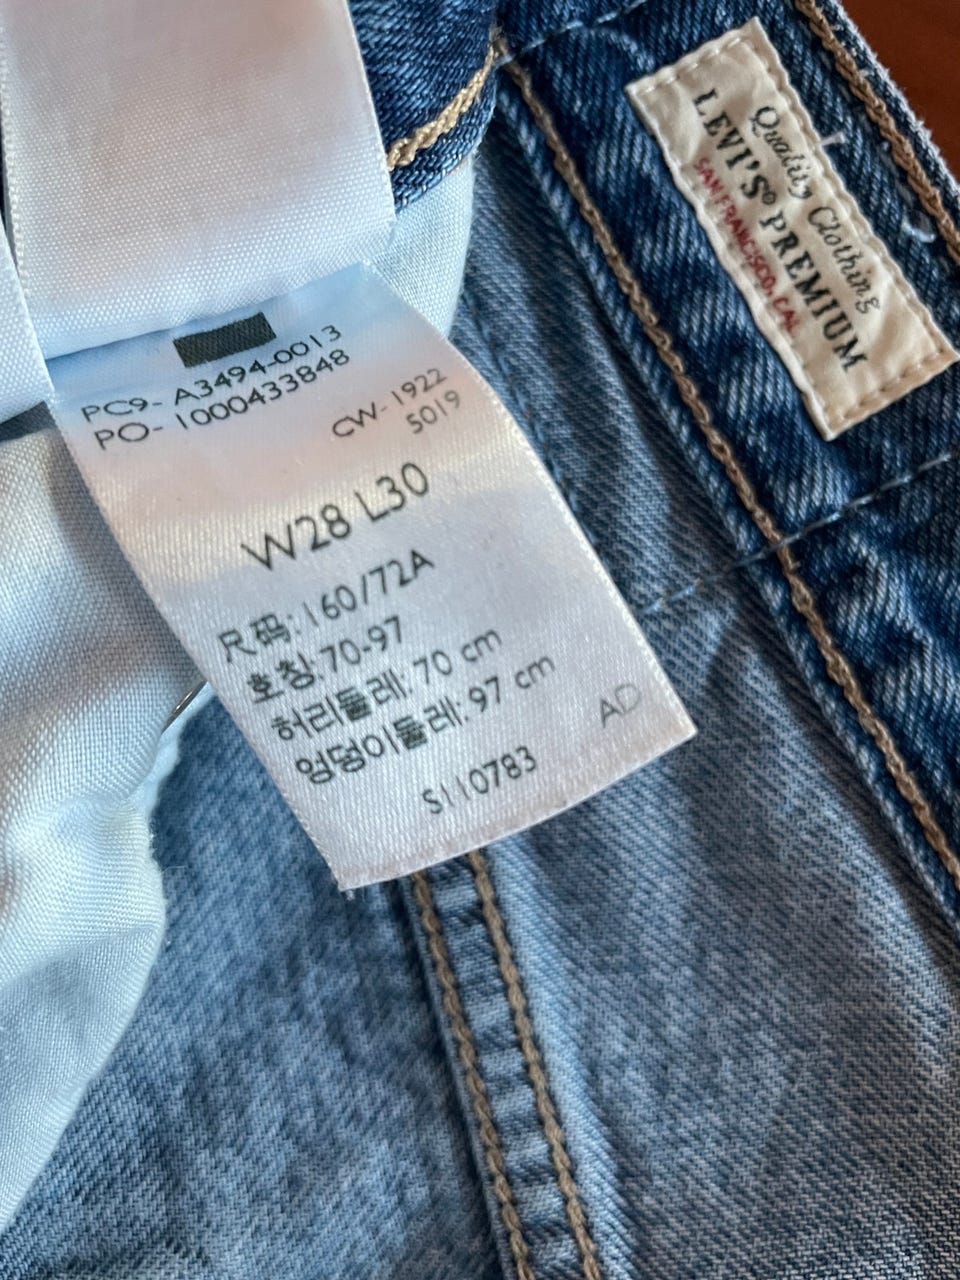 PC9- A3494-0013
PO- 1000433848
CW- 1922
5019
W28 L30
尺码: 160/72A
호칭:70-97
허리둘레: 70 cm
엉덩이둘레: 97 cm
AD
S110783
Quality Clothing
LEVI'S® PREMIUM
SAN FRANCISCO, CAL